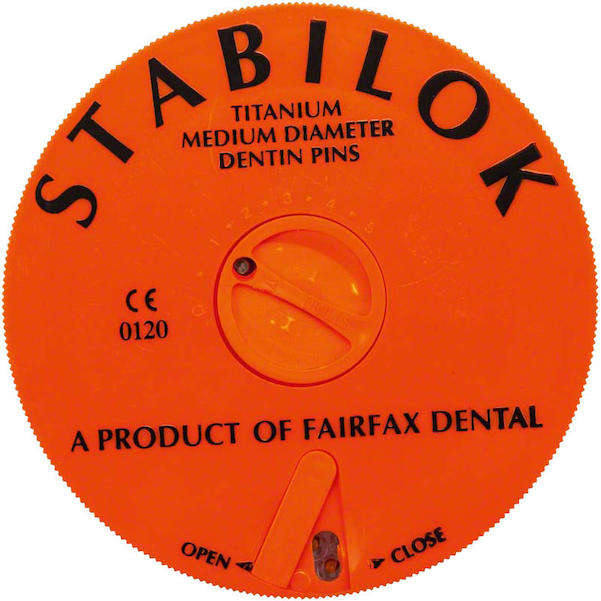 STABILOK
TITANIUM
MEDIUM DIAMETER
DENTIN PINS
1 2 3 4 5
0
CE
0120
A PRODUCT OF FAIRFAX DENTAL
OPEN
CLOSE